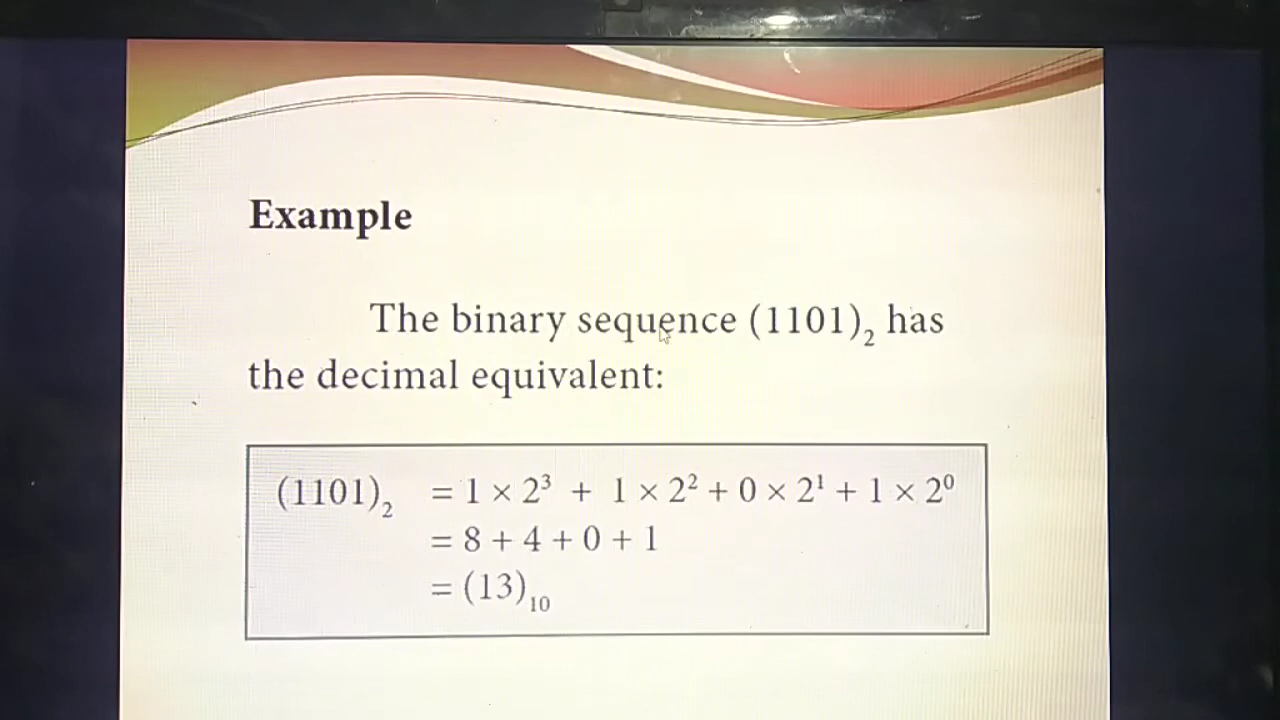 Example
The binary sequence (1101)₂ has
the decimal equivalent:
(1101)₂ = 1 × 2³ + 1 × 2² + 0 × 2¹ + 1 × 2⁰
= 8 + 4 + 0 + 1
= (13)₁₀